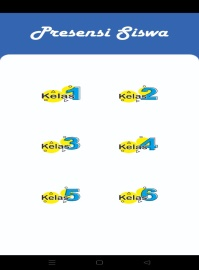 Presensi Siswa
Kelas 1 Kelas 2
Kelas 3 Kelas 4
Kelas 5 Kelas 6